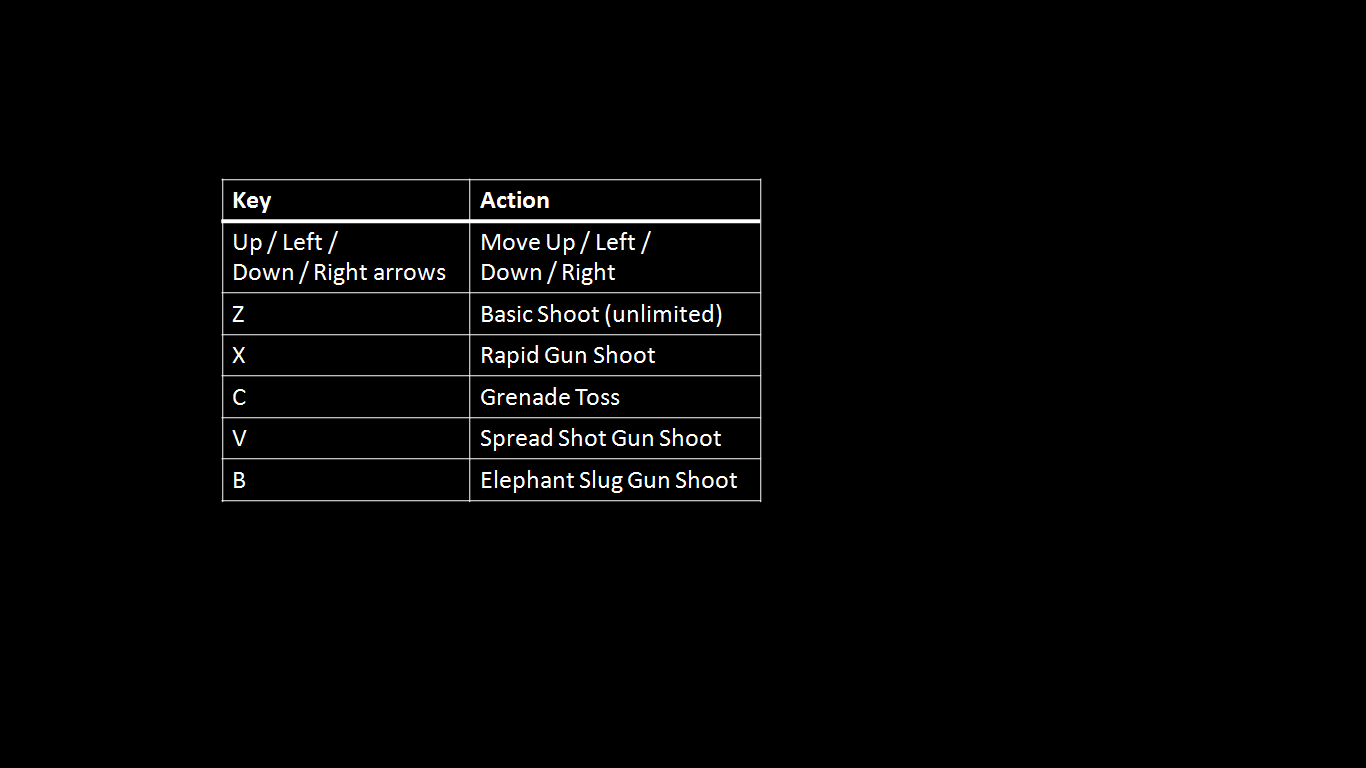 Key Action
Up / Left / Move Up / Left /
Down / Right arrows Down / Right
Z Basic Shoot (unlimited)
X Rapid Gun Shoot
C Grenade Toss
V Spread Shot Gun Shoot
B Elephant Slug Gun Shoot